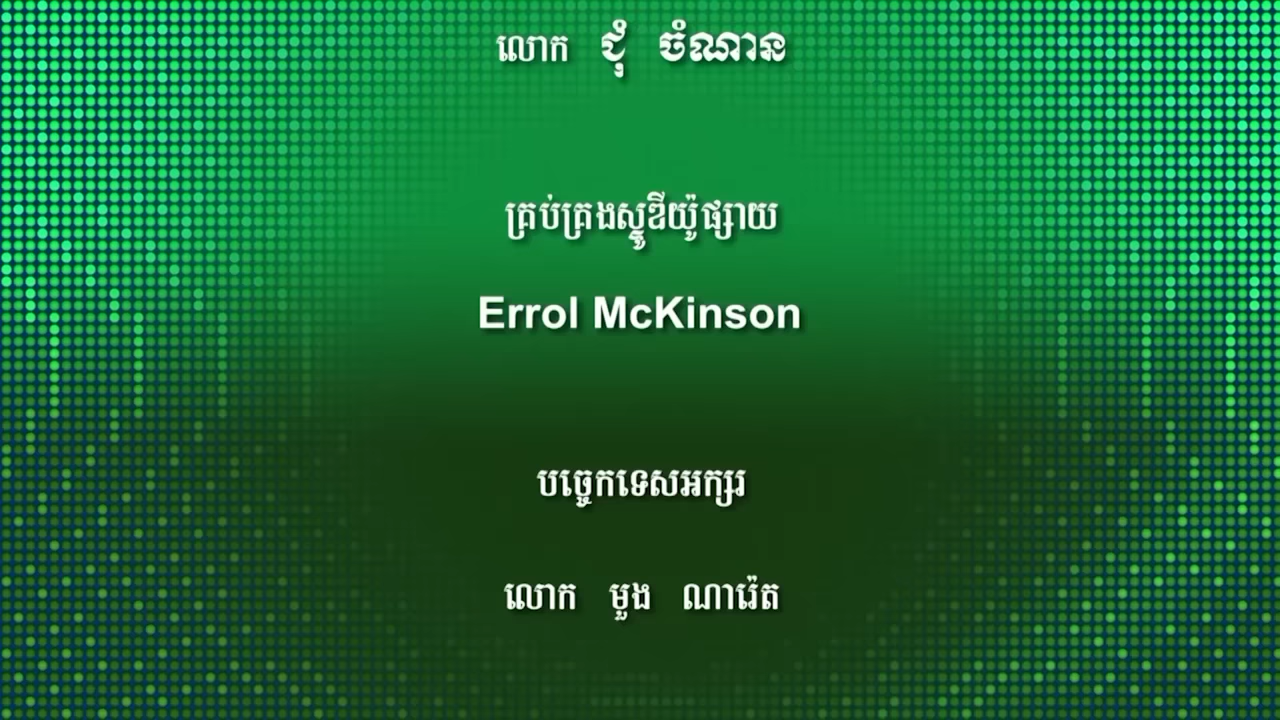 លោក ជុំ ចំណាន
គ្រប់គ្រងស្ទូឌីយ៉ូផ្សាយ
Errol McKinson
បច្ចេកទេសអក្សរ
លោក មួង ណារ៉េត